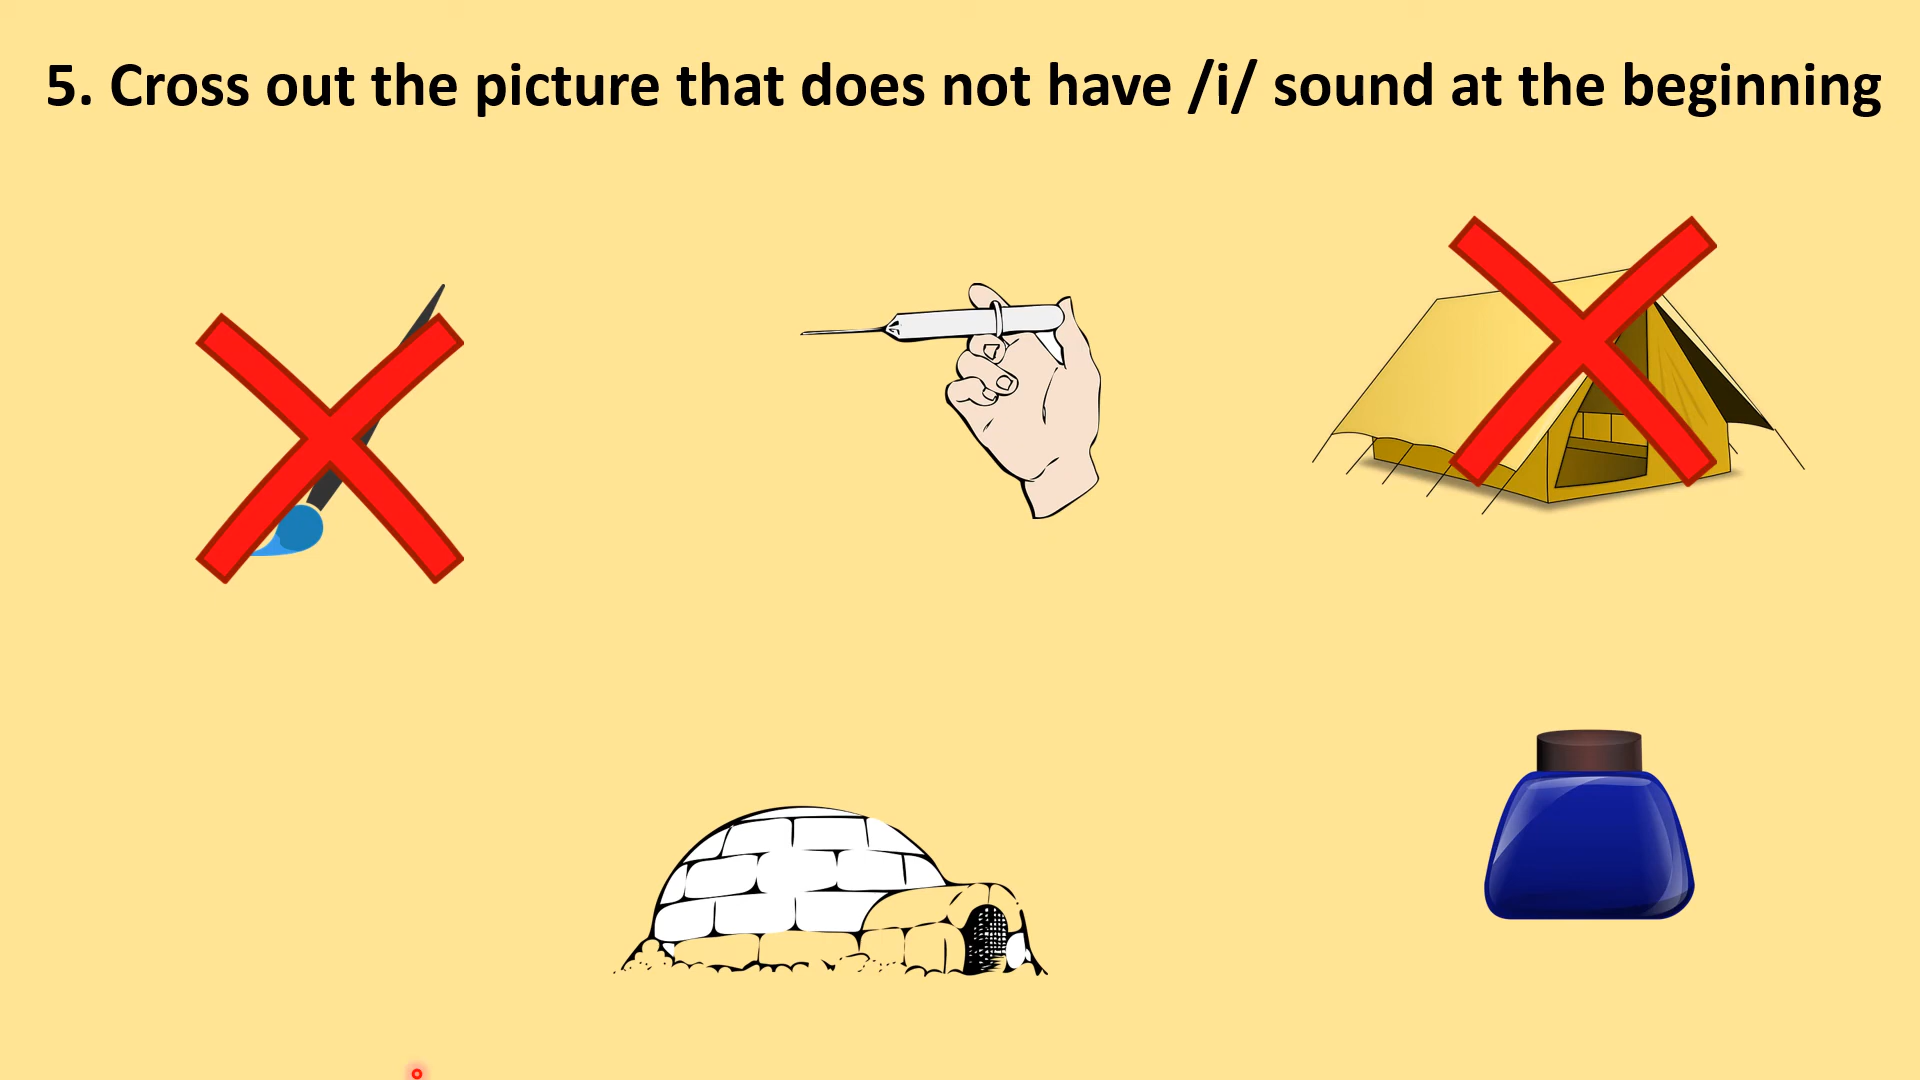 5. Cross out the picture that does not have /i/ sound at the beginning